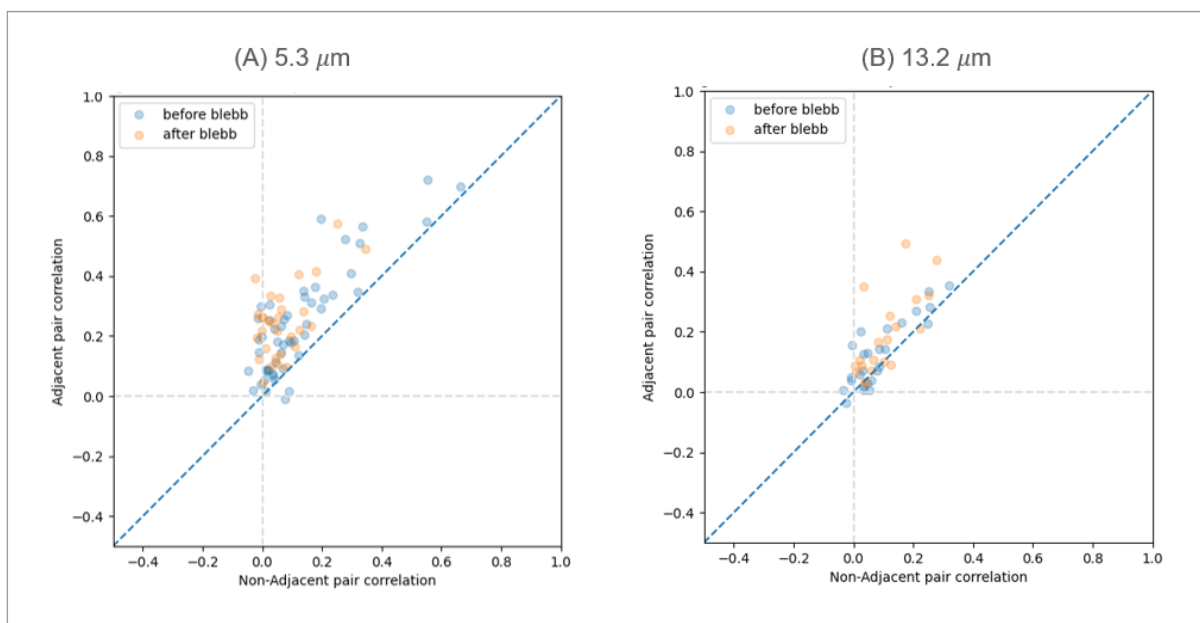 (A) 5.3 μm
(B) 13.2 μm
1.0
0.8
0.6
0.4
0.2
0.0
−0.2
−0.4
before blebb
after blebb
Adjacent pair correlation
−0.4 −0.2 0.0 0.2 0.4 0.6 0.8 1.0
Non-Adjacent pair correlation
1.0
0.8
0.6
0.4
0.2
0.0
−0.2
−0.4
before blebb
after blebb
Adjacent pair correlation
−0.4 −0.2 0.0 0.2 0.4 0.6 0.8 1.0
Non-Adjacent pair correlation